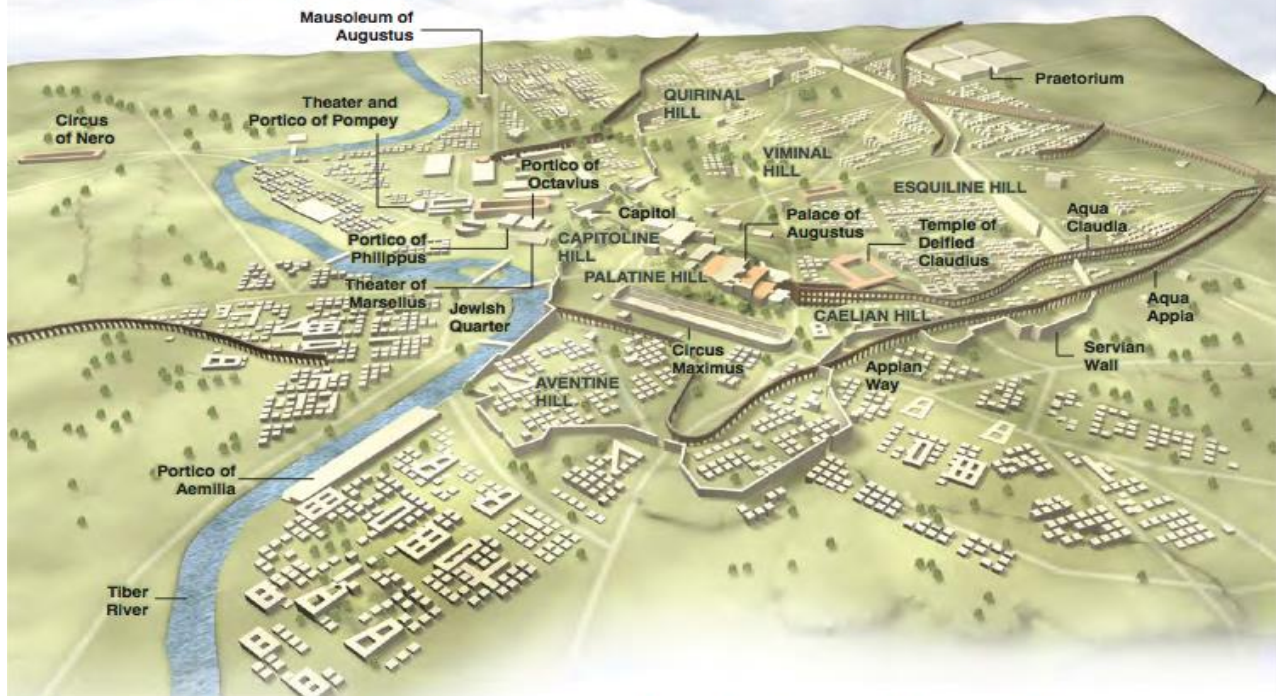 Mausoleum of
Augustus
Praetorium
QUIRINAL
HILL
Theater and
Portico of Pompey
Circus
of Nero
VIMINAL
HILL
Portico of
Octavius
ESQUILINE HILL
Capitol
Palace of
Augustus
Temple of
Deified
Claudius
Aqua
Claudia
Portico of
Philippus
CAPITOLINE
HILL
PALATINE HILL
Theater of
Marsellus
Jewish
Quarter
CAELIAN HILL
Aqua
Appia
Circus
Maximus
Servian
Wall
Appian
Way
AVENTINE
HILL
Portico of
Aemilia
Tiber
River